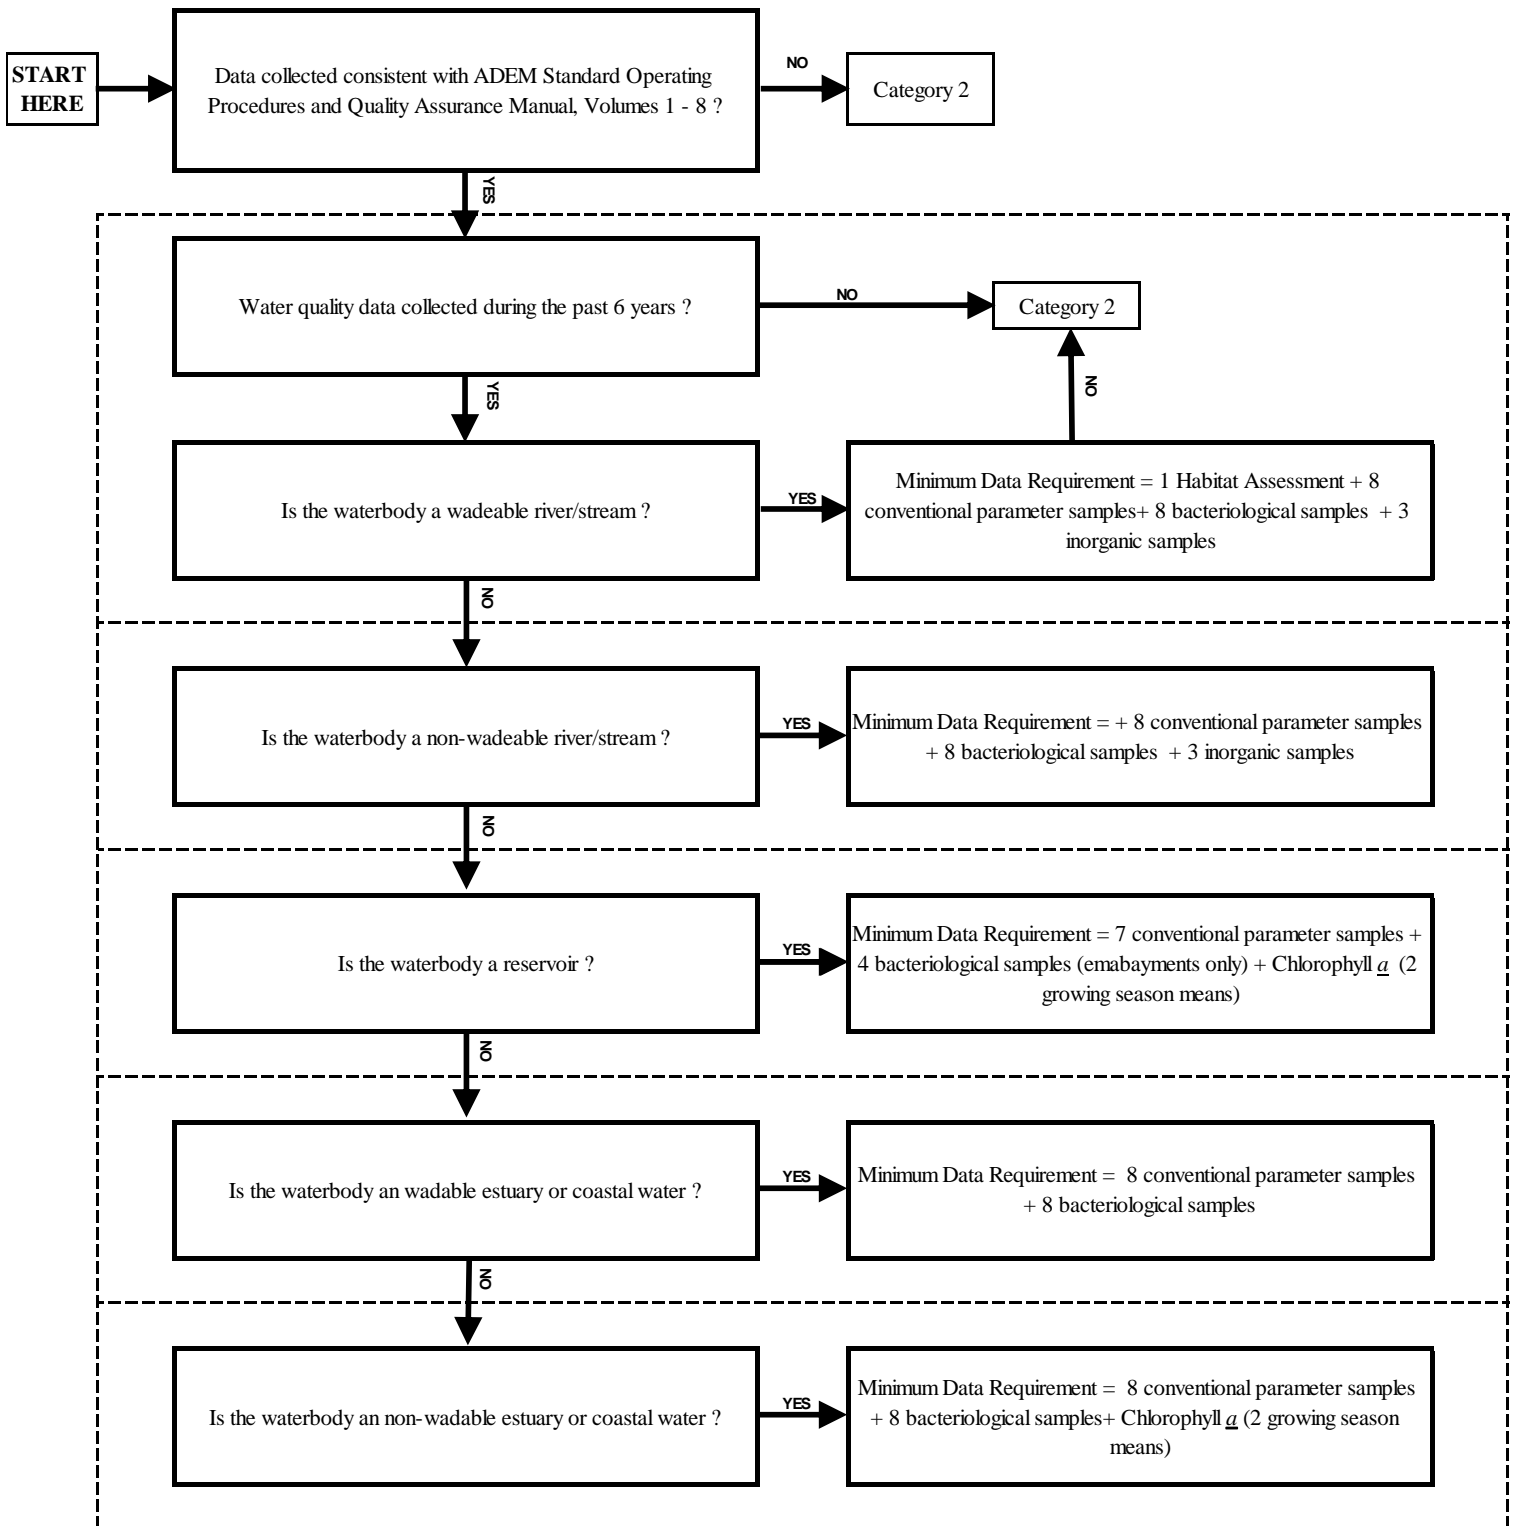 START
HERE
Data collected consistent with ADEM Standard Operating
Procedures and Quality Assurance Manual, Volumes 1 - 8 ?
NO
Category 2
YES
Water quality data collected during the past 6 years ?
NO
Category 2
YES
NO
Is the waterbody a wadeable river/stream ?
YES
Minimum Data Requirement = 1 Habitat Assessment + 8
conventional parameter samples+ 8 bacteriological samples + 3
inorganic samples
NO
Is the waterbody a non-wadeable river/stream ?
YES
Minimum Data Requirement = + 8 conventional parameter samples
+ 8 bacteriological samples + 3 inorganic samples
NO
Is the waterbody a reservoir ?
YES
Minimum Data Requirement = 7 conventional parameter samples +
4 bacteriological samples (emabayments only) + Chlorophyll a (2
growing season means)
NO
Is the waterbody an wadable estuary or coastal water ?
YES
Minimum Data Requirement = 8 conventional parameter samples
+ 8 bacteriological samples
NO
Is the waterbody an non-wadable estuary or coastal water ?
YES
Minimum Data Requirement = 8 conventional parameter samples
+ 8 bacteriological samples+ Chlorophyll a (2 growing season
means)